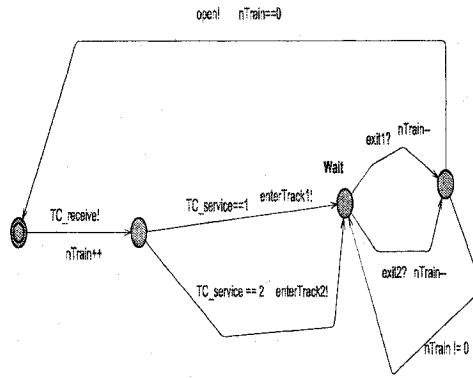 open! nTrain==0
exit1? nTrain--
Wait
TC_service==1 enterTrack1!
TC_receive!
nTrain++
TC_service == 2 enterTrack2!
exit2? nTrain--
nTrain != 0